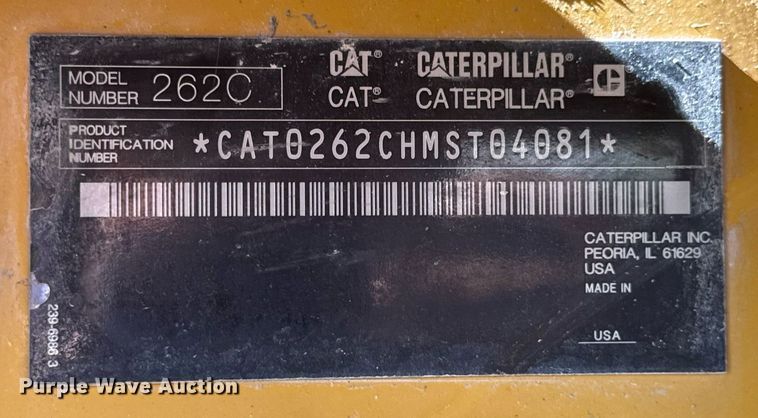 CAT® CATERPILLAR®
CAT® CATERPILLAR®
MODEL
NUMBER 262C
PRODUCT
IDENTIFICATION
NUMBER *CAT0262CHMST04081*
CATERPILLAR INC.
PEORIA, IL 61629
USA
MADE IN
USA
239-6986 3
Purple Wave Auction